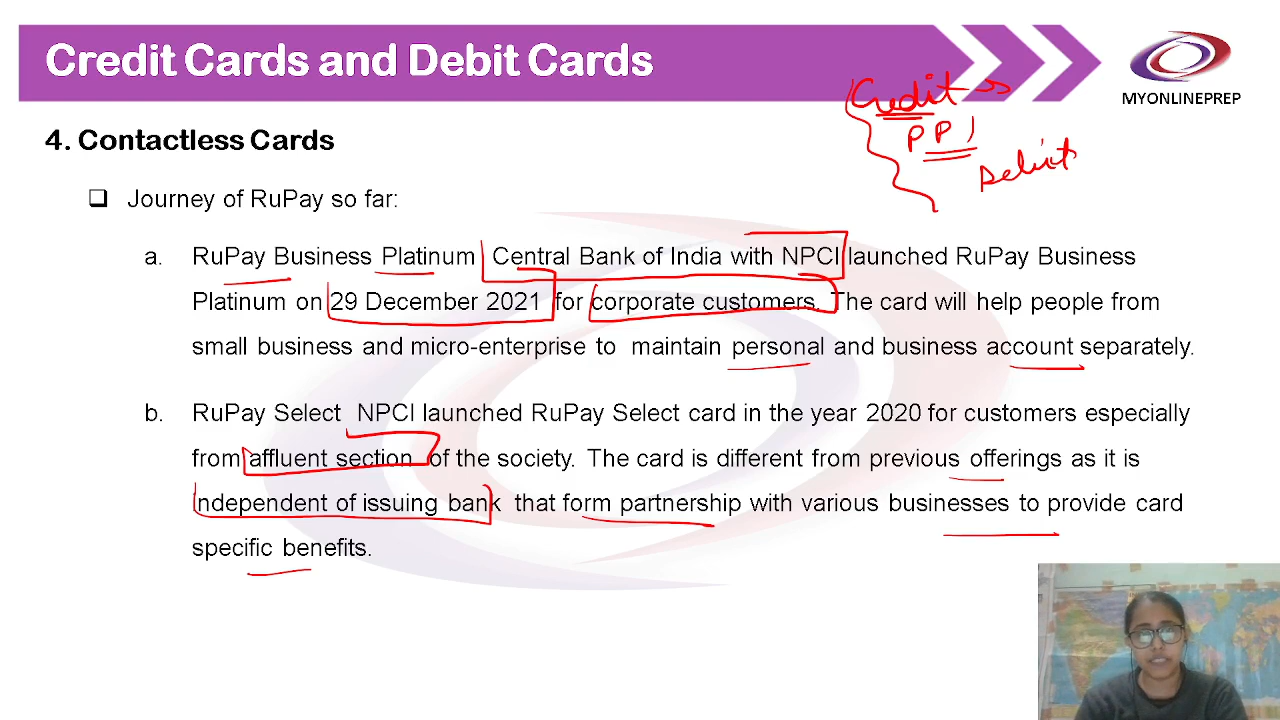 Credit Cards and Debit Cards
MYONLINEPREP
Credit
PPI
Debit
4. Contactless Cards
Journey of RuPay so far:
a. RuPay Business Platinum Central Bank of India with NPCI launched RuPay Business
Platinum on 29 December 2021 for corporate customers. The card will help people from
small business and micro-enterprise to maintain personal and business account separately.
b. RuPay Select NPCI launched RuPay Select card in the year 2020 for customers especially
from affluent section of the society. The card is different from previous offerings as it is
independent of issuing bank that form partnership with various businesses to provide card
specific benefits.